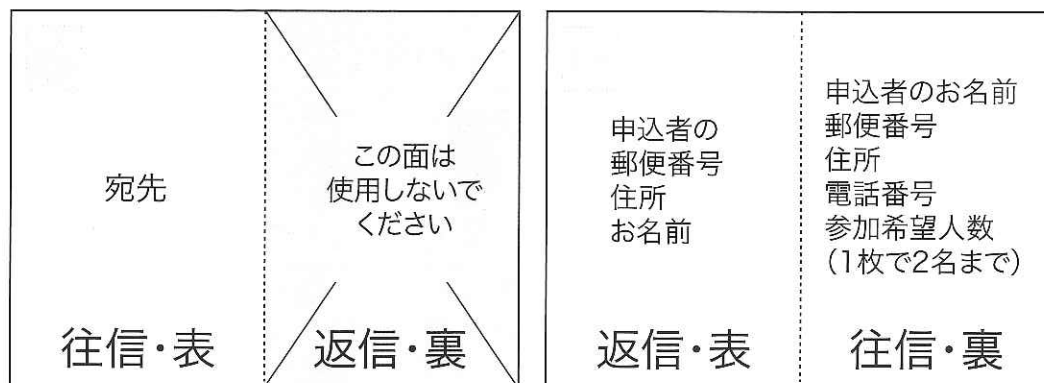 宛先
往信・表
この面は
使用しないで
ください
返信・裏
申込者の
郵便番号
住所
お名前
返信・表
申込者のお名前
郵便番号
住所
電話番号
参加希望人数
(1枚で2名まで)
往信・裏